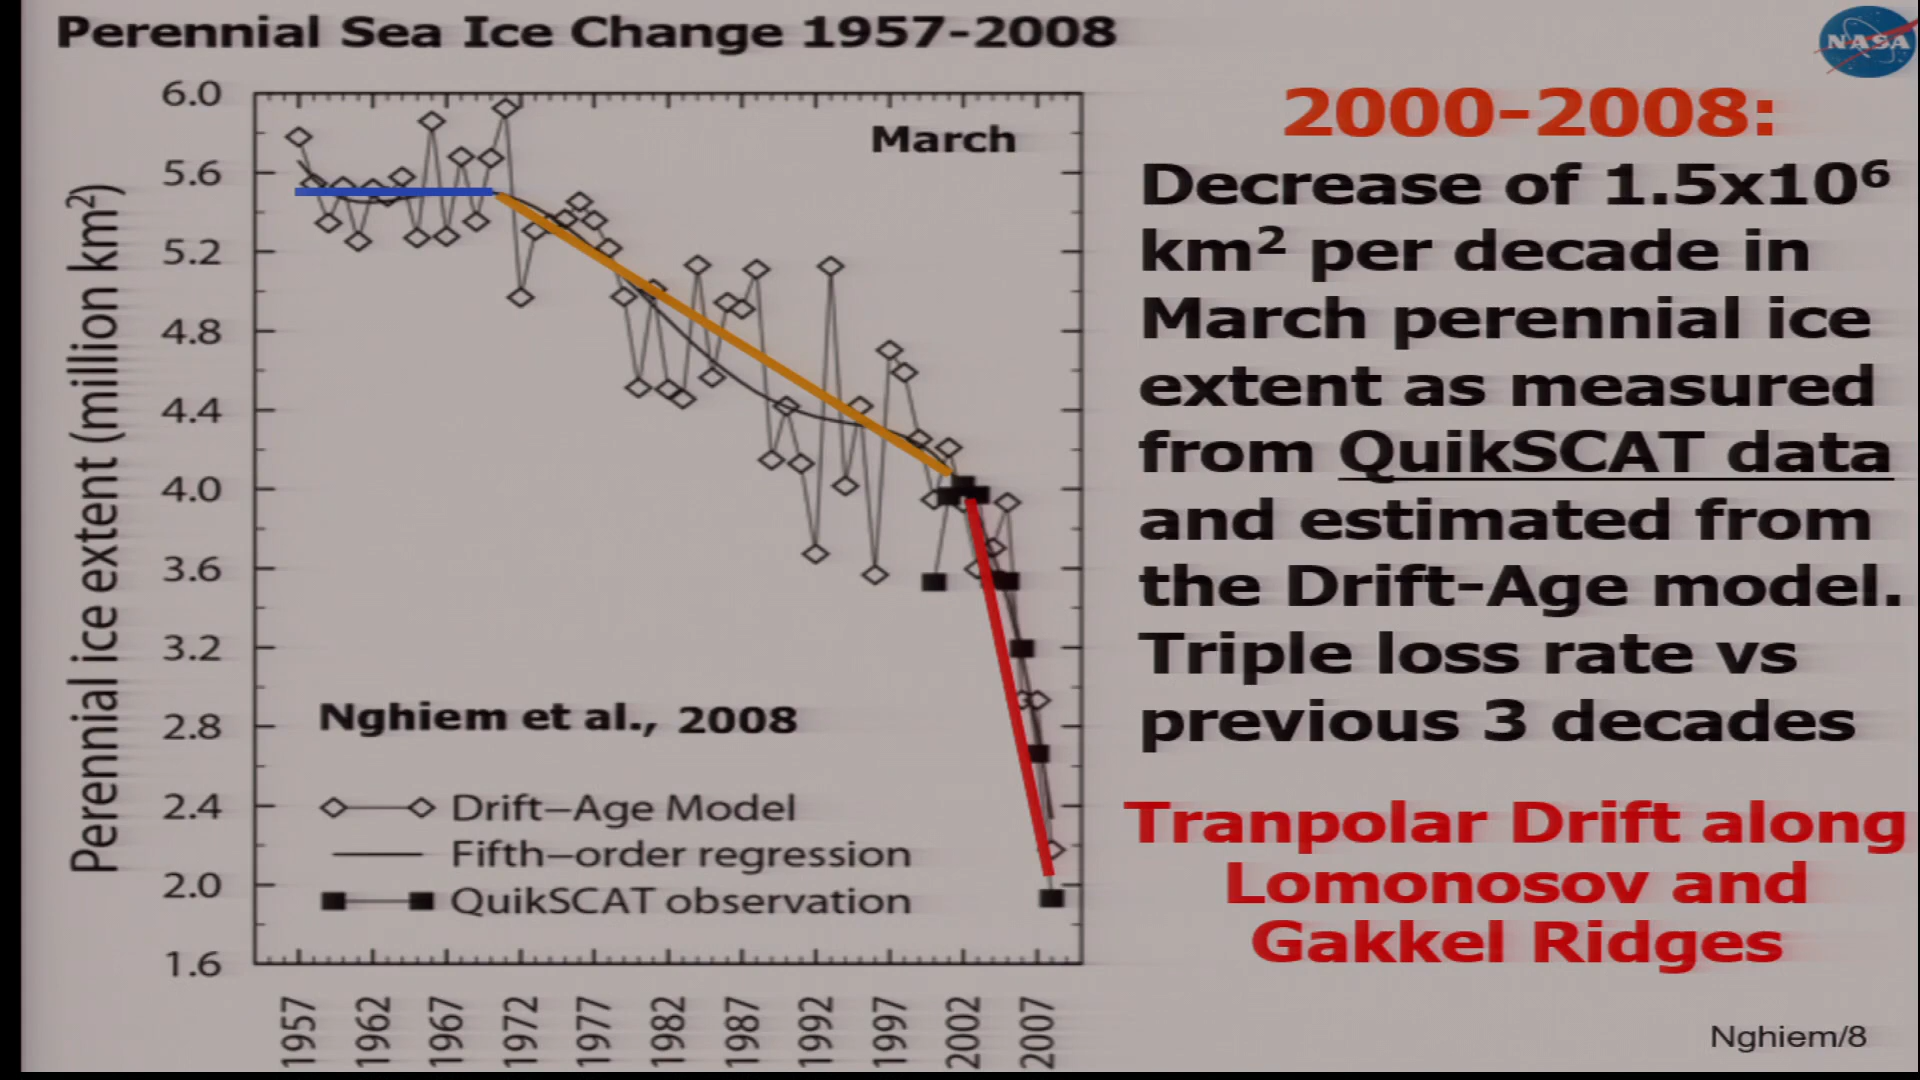 Perennial Sea Ice Change 1957-2008
NASA
6.0
5.6
5.2
4.8
4.4
4.0
3.6
3.2
2.8
2.4
2.0
1.6
Perennial ice extent (million km²)
March
Nghiem et al., 2008
Drift–Age Model
Fifth–order regression
QuikSCAT observation
1957
1962
1967
1972
1977
1982
1987
1992
1997
2002
2007
2000-2008:
Decrease of 1.5x10⁶
km² per decade in
March perennial ice
extent as measured
from QuikSCAT data
and estimated from
the Drift-Age model.
Triple loss rate vs
previous 3 decades
Tranpolar Drift along
Lomonosov and
Gakkel Ridges
Nghiem/8